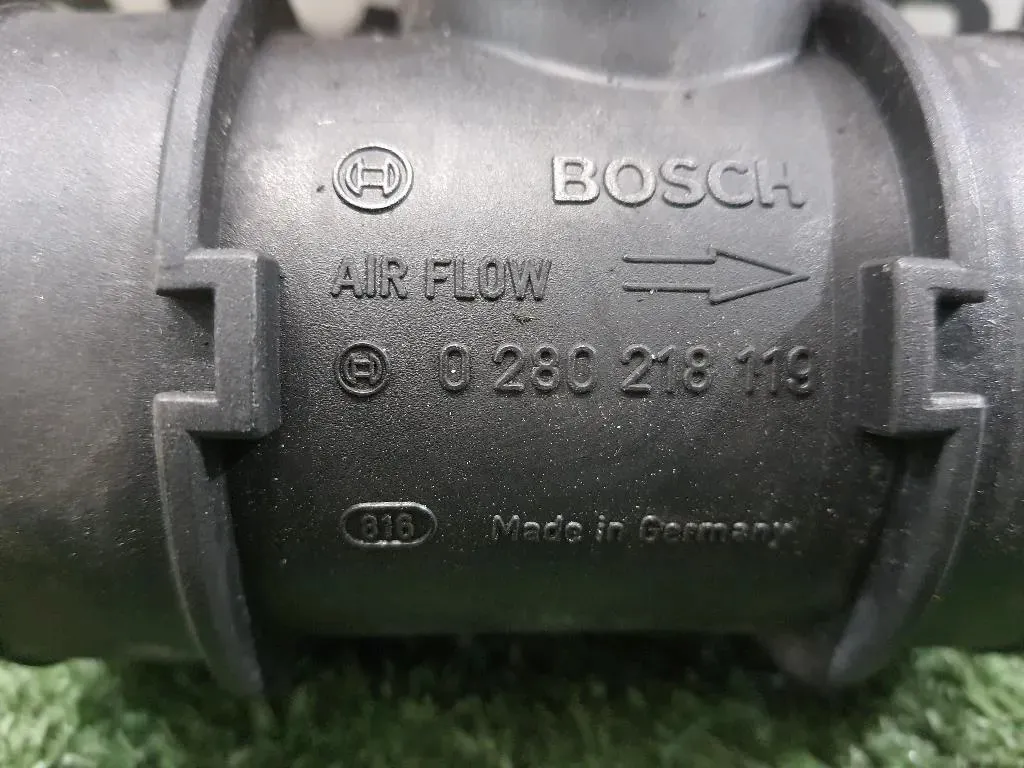 BOSCH
AIR FLOW
0 280 218 119
816 Made in Germany